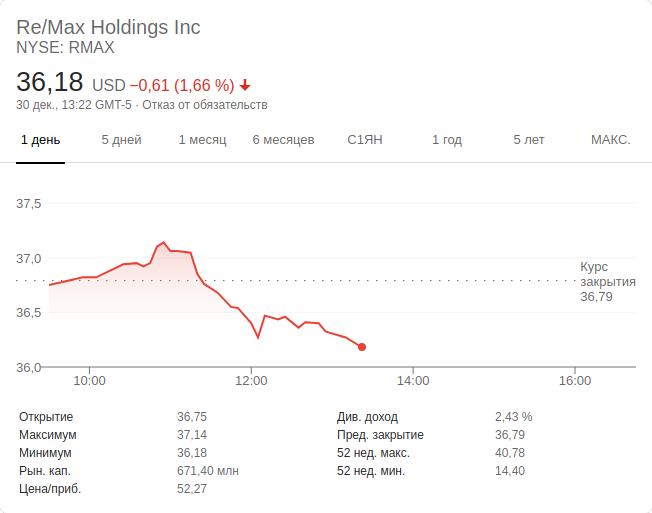 Re/Max Holdings Inc
NYSE: RMAX
36,18 USD −0,61 (1,66 %)
30 дек., 13:22 GMT-5 · Отказ от обязательств
1 день 5 дней 1 месяц 6 месяцев С1ЯН 1 год 5 лет МАКС.
37,5
37,0
36,5
36,0
Курс
закрытия
36,79
10:00 12:00 14:00 16:00
Открытие 36,75 Див. доход 2,43 %
Максимум 37,14 Пред. закрытие 36,79
Минимум 36,18 52 нед. макс. 40,78
Рын. кап. 671,40 млн 52 нед. мин. 14,40
Цена/приб. 52,27